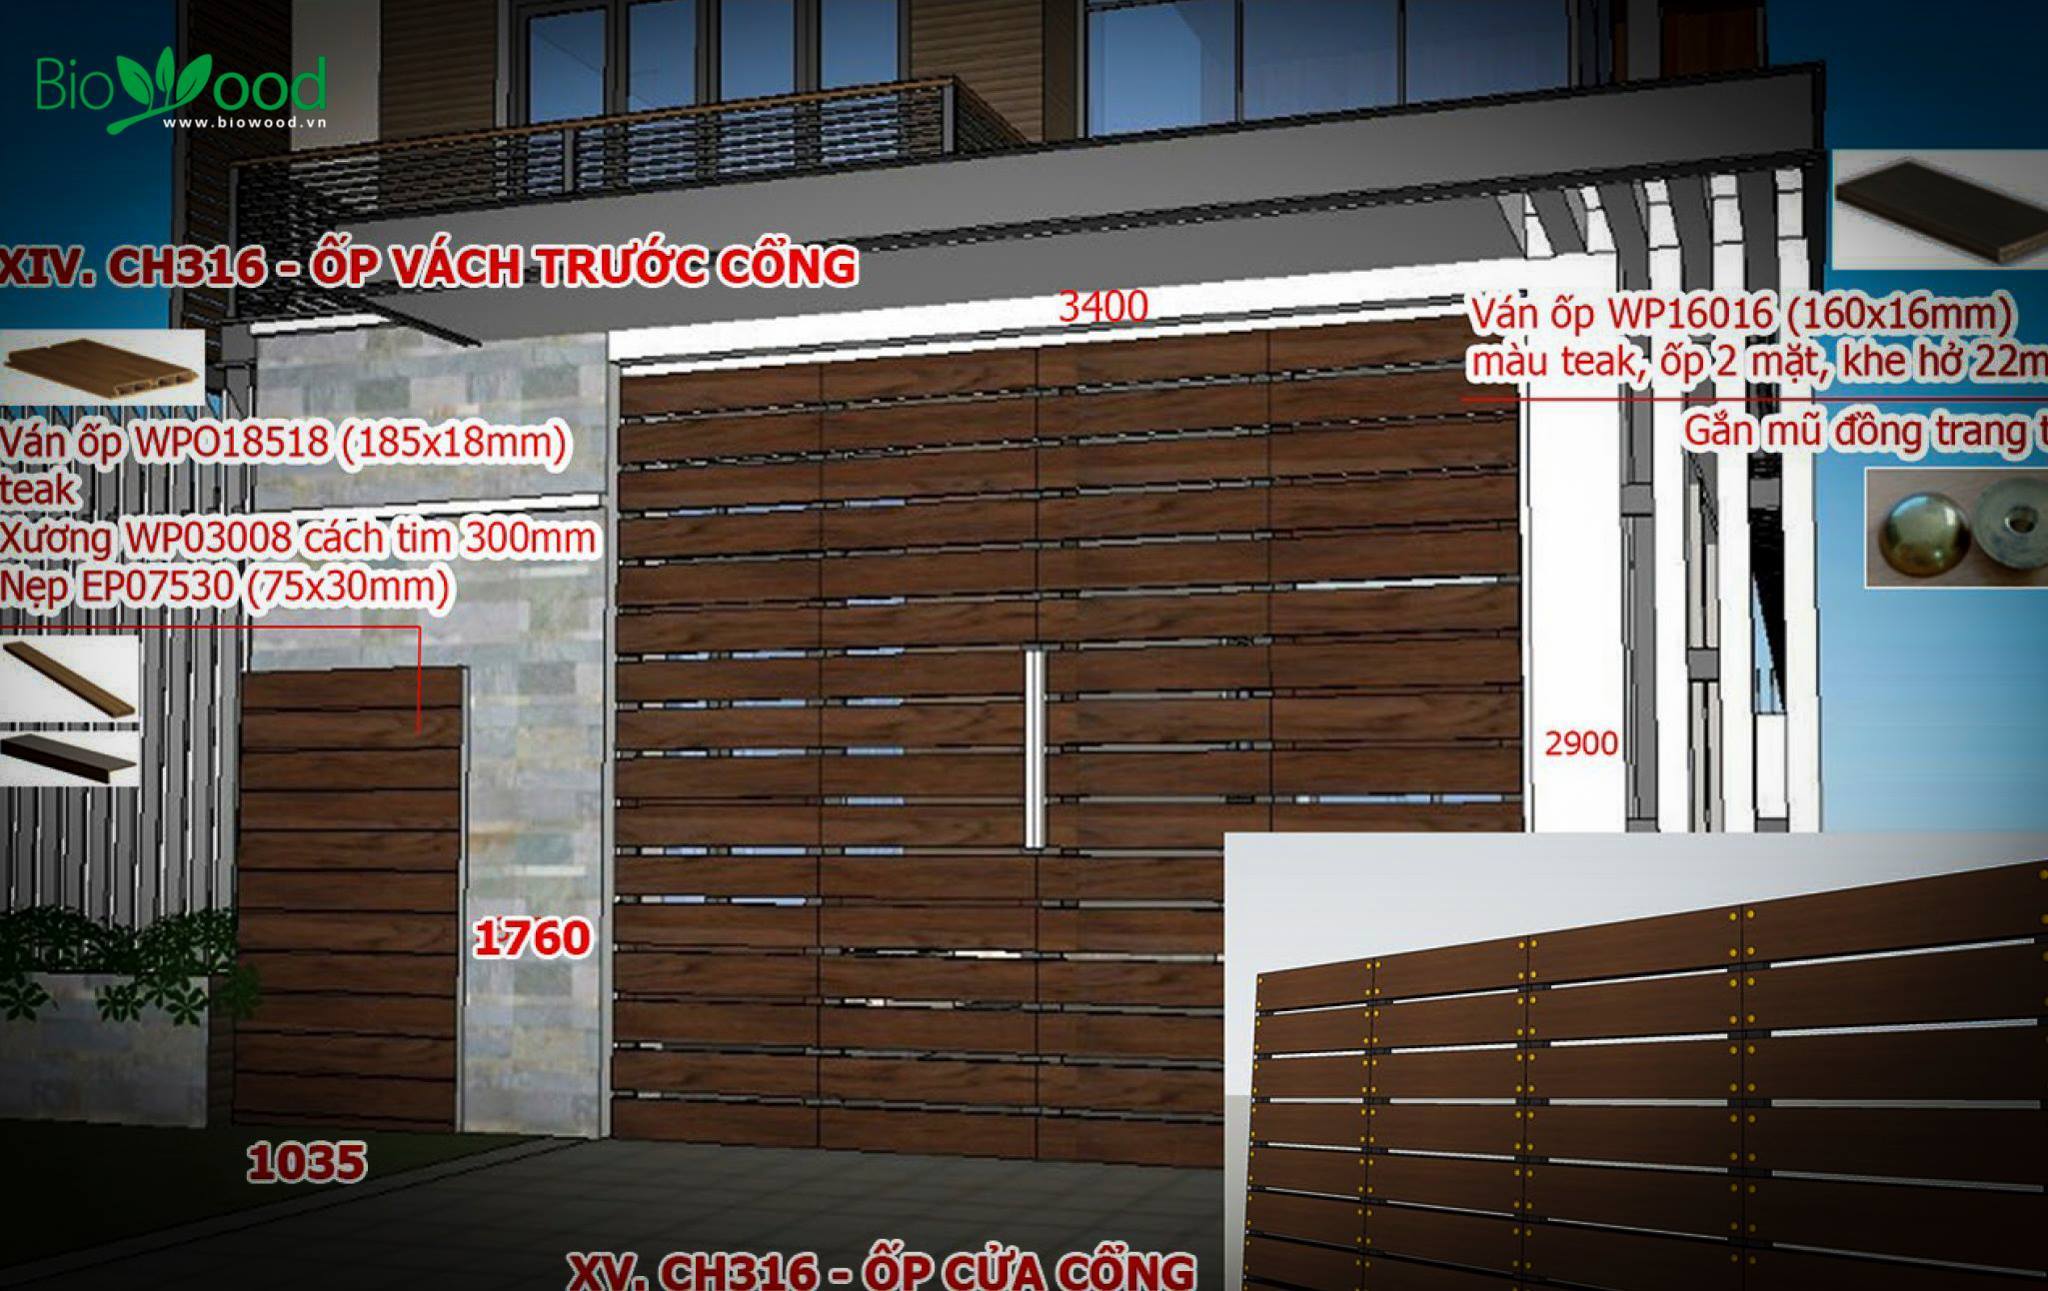 BioWood
www.biowood.vn
XIV. CH316 - ỐP VÁCH TRƯỚC CỔNG
3400
Ván ốp WP16016 (160x16mm)
màu teak, ốp 2 mặt, khe hở 22m
Gắn mũ đồng trang t
Ván ốp WPO18518 (185x18mm)
teak
Xương WP03008 cách tim 300mm
Nẹp EP07530 (75x30mm)
2900
1760
1035
XV. CH316 - ỐP CỬA CỔNG